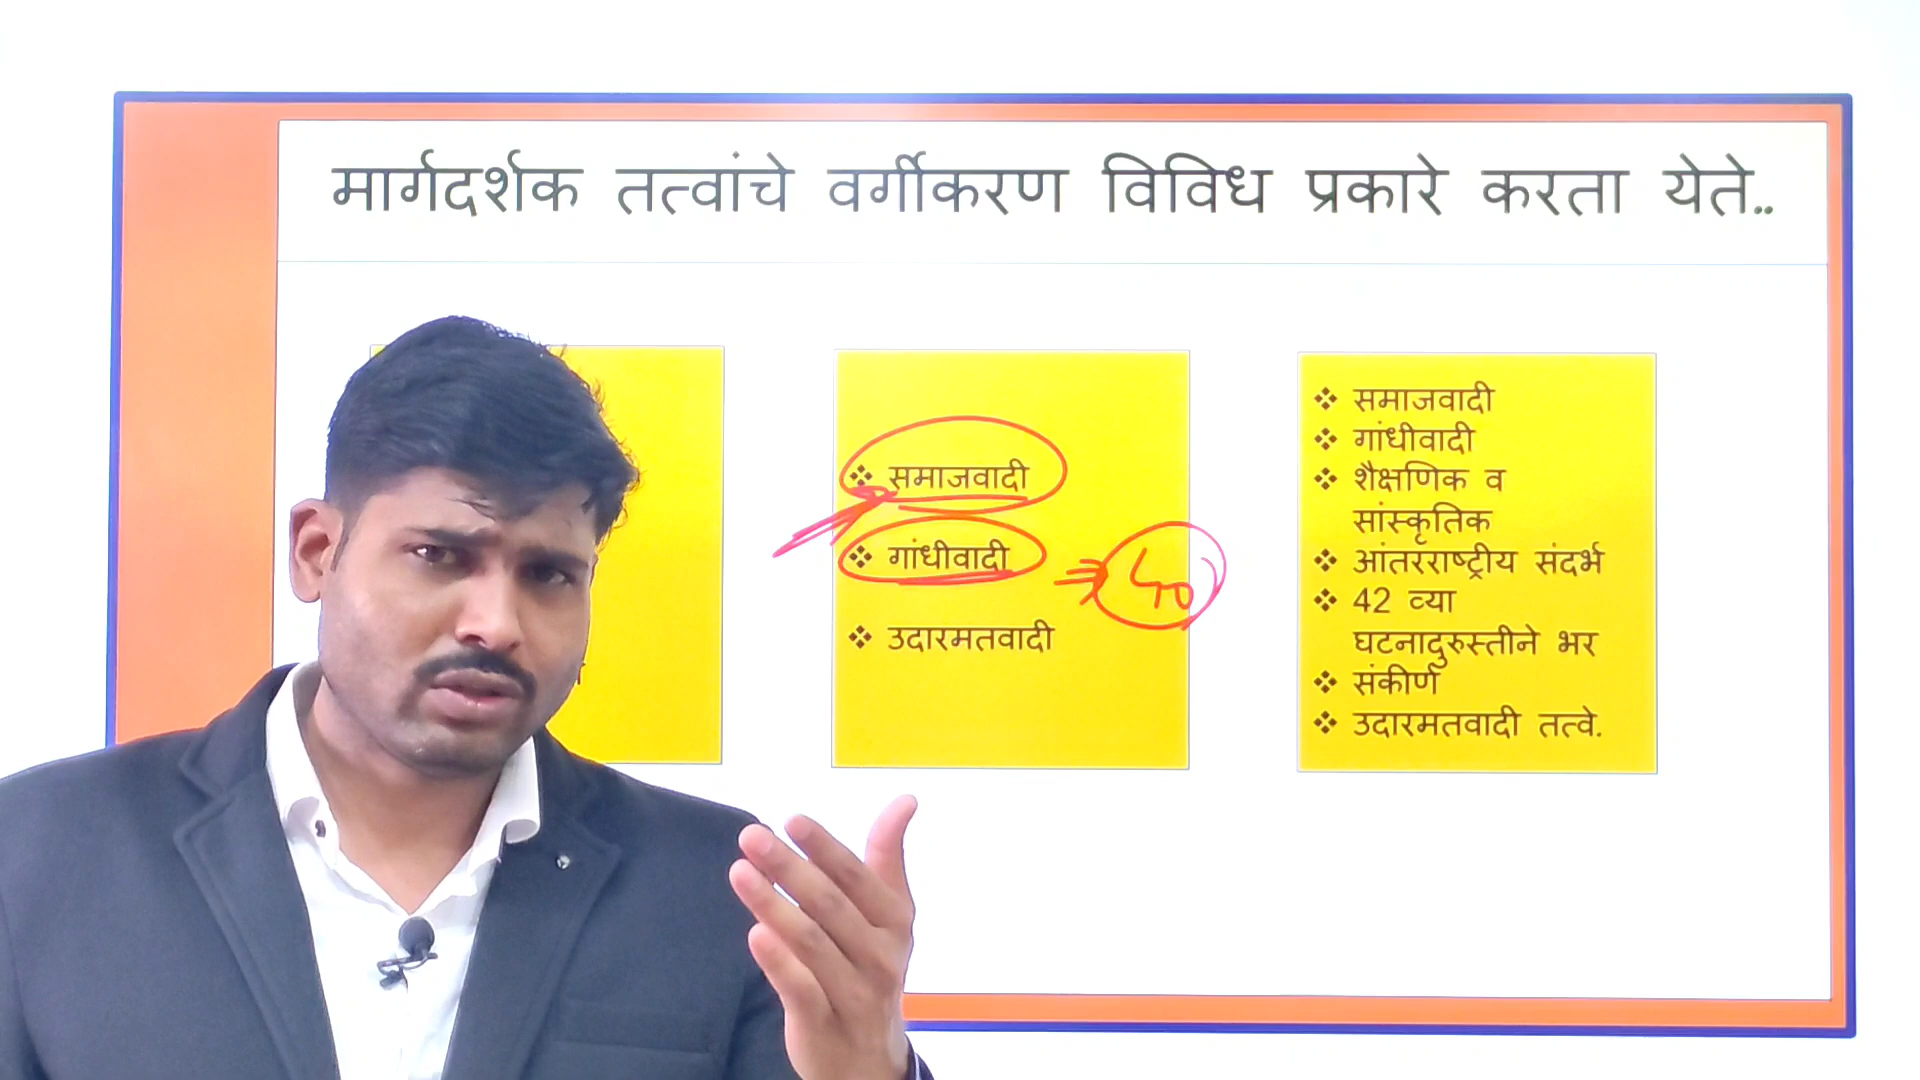 मार्गदर्शक तत्वांचे वर्गीकरण विविध प्रकारे करता येते..
❖ समाजवादी
❖ गांधीवादी
40
❖ उदारमतवादी
❖ समाजवादी
❖ गांधीवादी
❖ शैक्षणिक व
सांस्कृतिक
❖ आंतरराष्ट्रीय संदर्भ
❖ 42 व्या
घटनादुरुस्तीने भर
❖ संकीर्ण
❖ उदारमतवादी तत्वे.